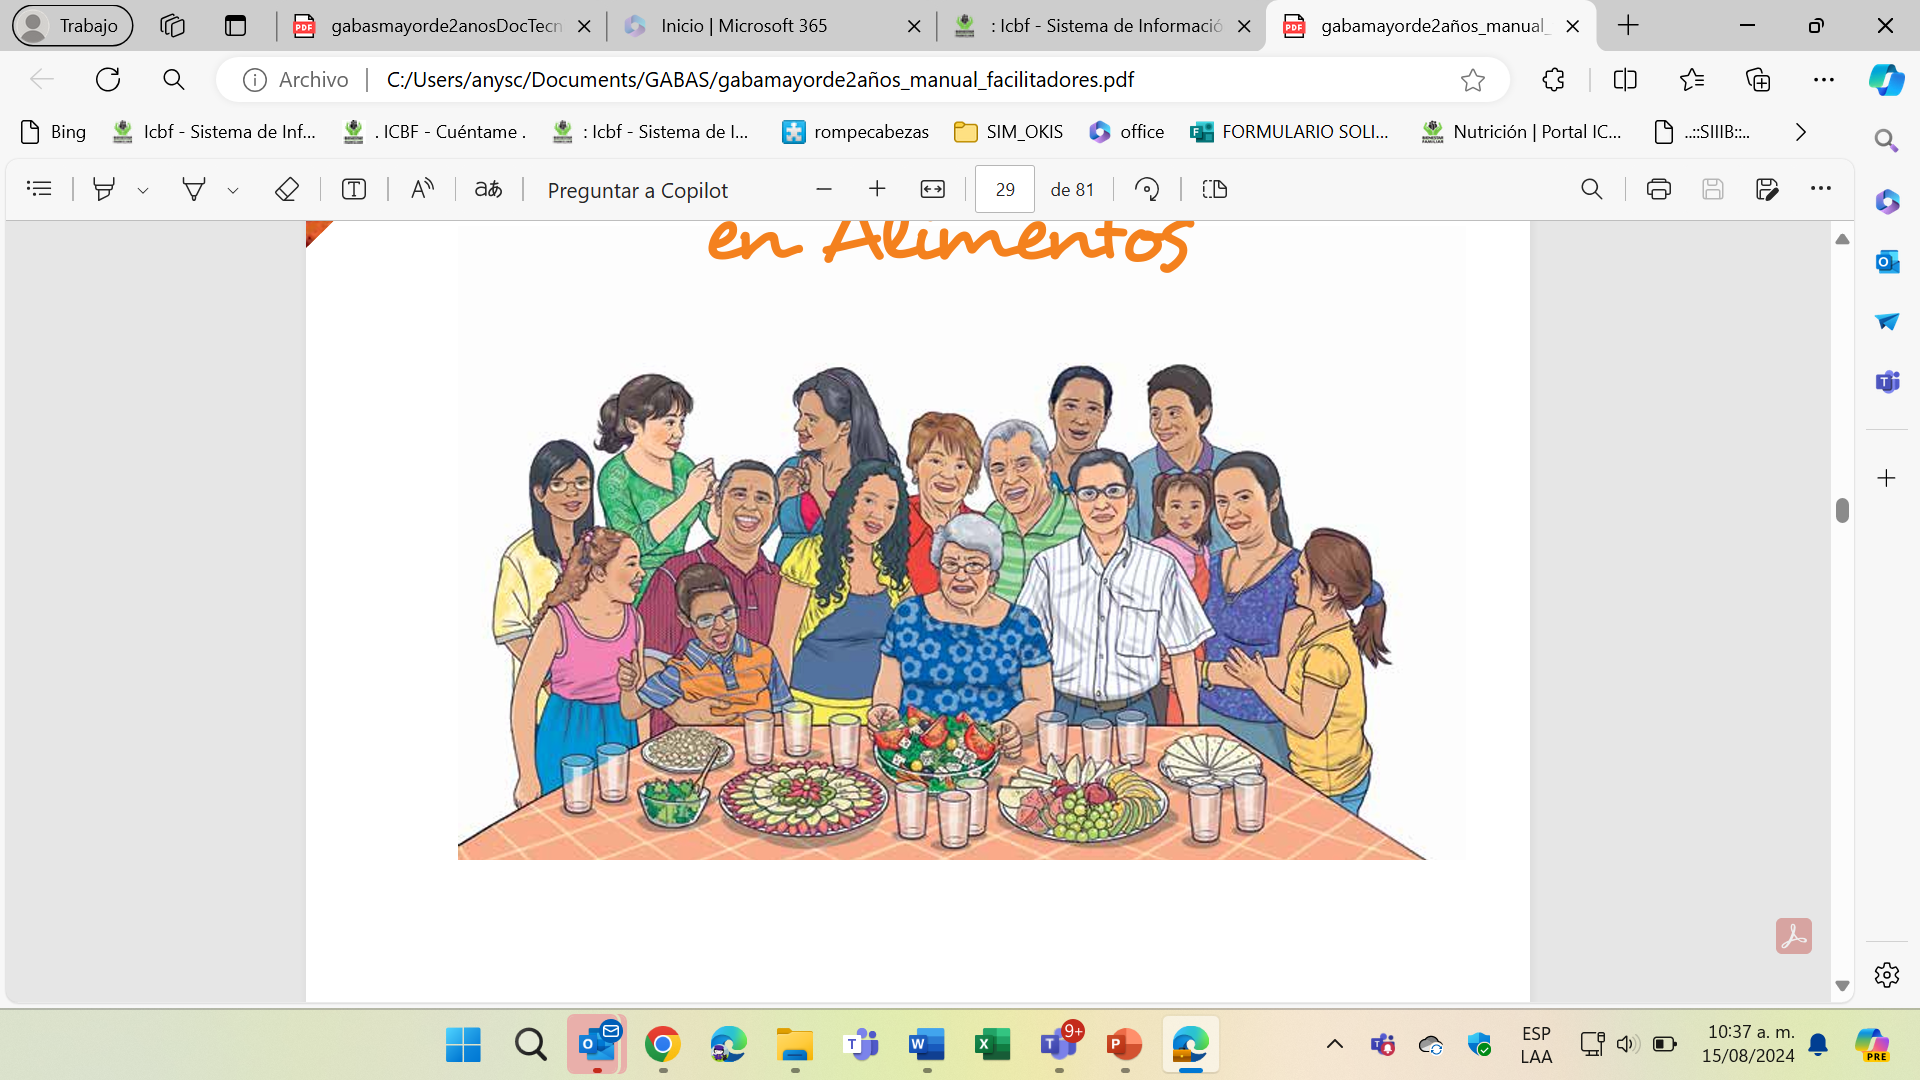 Trabajo
gabasmayorde2anosDocTecn
Inicio | Microsoft 365
: Icbf - Sistema de Informació
gabamayorde2años_manual_
Archivo
C:/Users/anysc/Documents/GABAS/gabamayorde2años_manual_facilitadores.pdf
Bing
Icbf - Sistema de Inf...
. ICBF - Cuéntame .
: Icbf - Sistema de I...
rompecabezas
SIM_OKIS
office
FORMULARIO SOLI...
Nutrición | Portal IC...
..::SIIIB::..
Preguntar a Copilot
29
de 81
en Alimentos
9+
ESP
LAA
10:37 a. m.
15/08/2024
PRE